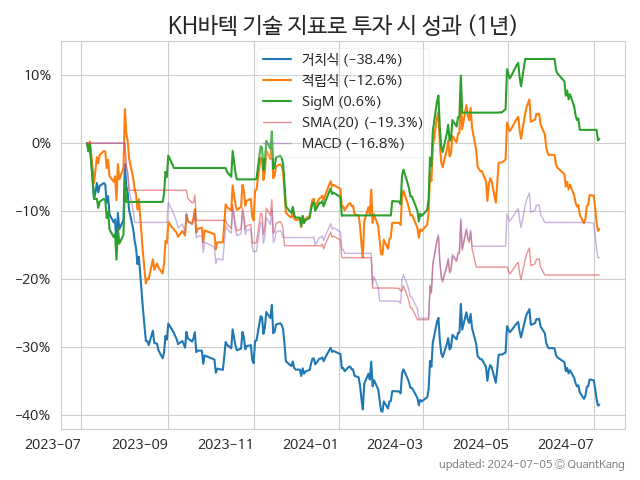 KH바텍 기술 지표로 투자 시 성과 (1년)
거치식 (−38.4%)
적립식 (−12.6%)
SigM (0.6%)
SMA(20) (−19.3%)
MACD (−16.8%)
10%
0%
−10%
−20%
−30%
−40%
2023-07
2023-09
2023-11
2024-01
2024-03
2024-05
2024-07
updated: 2024-07-05 © QuantKang